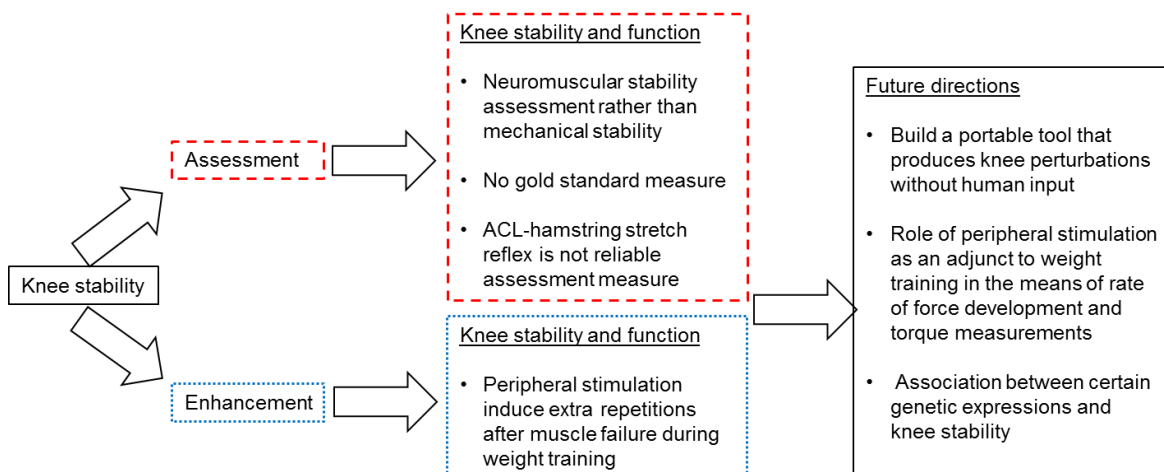 Knee stability
Assessment
Enhancement
Knee stability and function
• Neuromuscular stability
assessment rather than
mechanical stability
• No gold standard measure
• ACL-hamstring stretch
reflex is not reliable
assessment measure
Knee stability and function
• Peripheral stimulation
induce extra repetitions
after muscle failure during
weight training
Future directions
• Build a portable tool that
produces knee perturbations
without human input
• Role of peripheral stimulation
as an adjunct to weight
training in the means of rate
of force development and
torque measurements
• Association between certain
genetic expressions and
knee stability